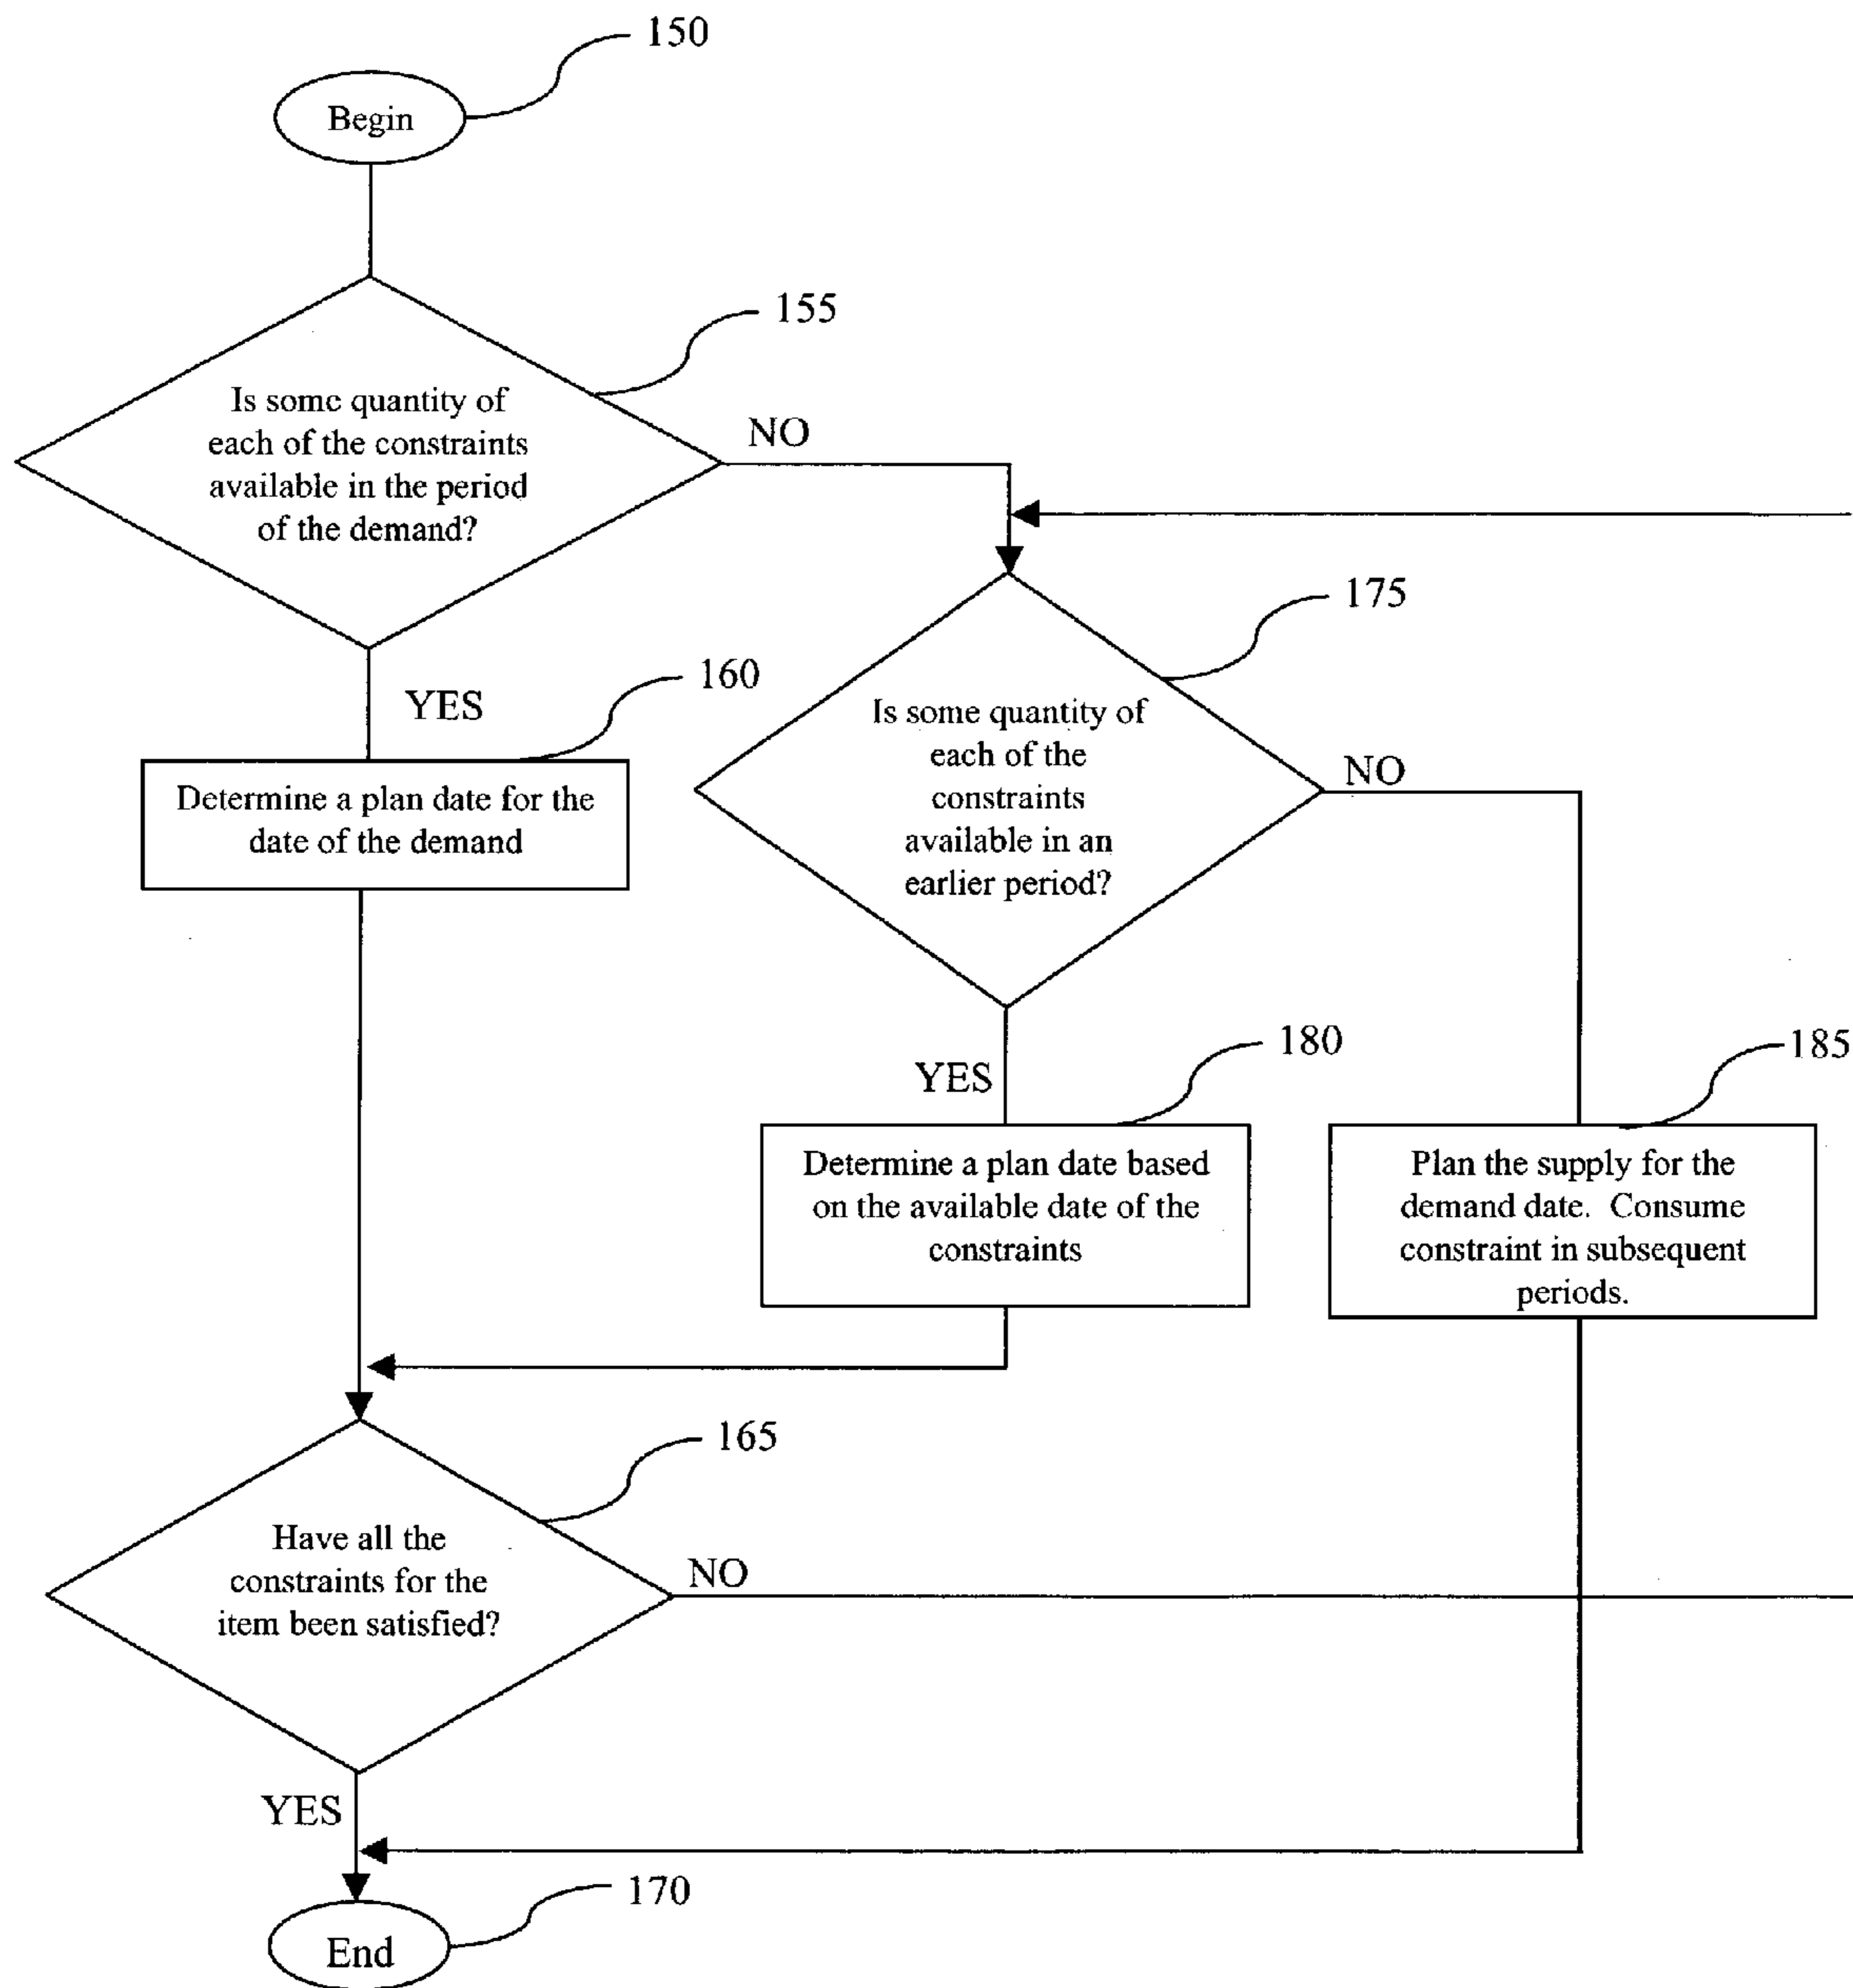 150
Begin
155
Is some quantity of
each of the constraints
available in the period
of the demand?
NO
175
Is some quantity of
each of the
constraints
available in an
earlier period?
NO
YES
160
Determine a plan date for the
date of the demand
180
185
YES
Determine a plan date based
on the available date of the
constraints
Plan the supply for the
demand date. Consume
constraint in subsequent
periods.
165
Have all the
constraints for the
item been satisfied?
NO
YES
170
End